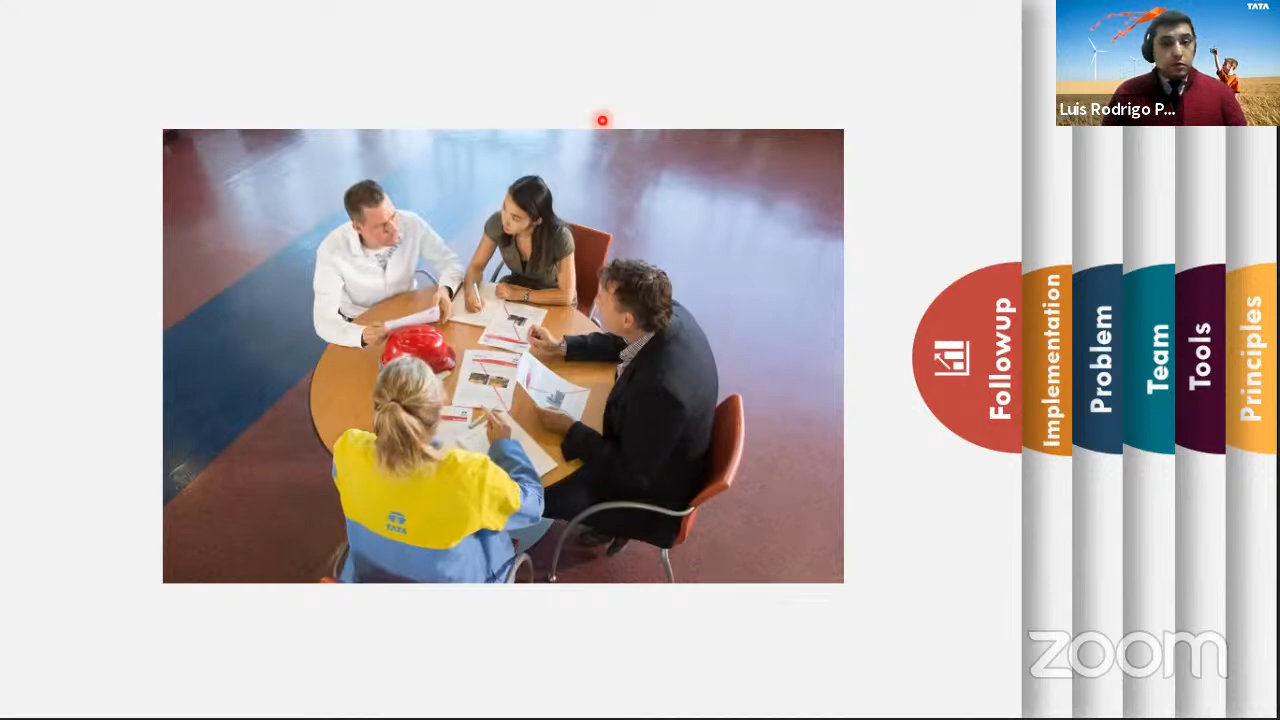 TATA
Luis Rodrigo P...
Followup
Implementation
Problem
Team
Tools
Principles
TATA
zoom